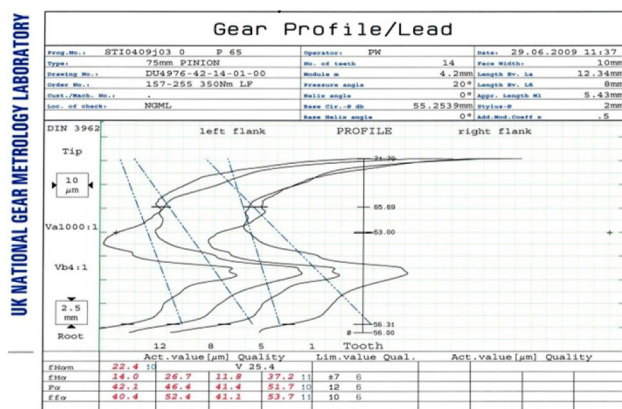 UK NATIONAL GEAR METROLOGY LABORATORY
Gear Profile/Lead
Prog.No.: STI0409j03 0 P 65 Operator: PW Date: 29.06.2009 11:37
Type: 75mm PINION No. of teeth 14 Face Width: 10mm
Drawing No.: DU4976-42-14-01-00 Module m 4.2mm Length Ev. La 12.34mm
Order No.: 157-255 350Nm LF Pressure angle 20° Length Ev. Lß 8mm
Cust./Mach. No.: . Helix angle 0° Appr. Length Ml 5.43mm
Loc. of check: NGML Base Cir.-Ø db 55.2539mm Stylus-Ø 2mm
Base Helix angle 0° Add.Mod.Coeff x .5
DIN 3962 left flank PROFILE right flank
Tip
71.70
10
µm
65.69
Va1000:1
63.00
Vb4:1
2.5
mm
56.31
Root 0 56.00
12 8 5 1 Tooth
Act.value[µm] Quality Lim.value Qual. Act.value[µm] Quality
fHαm 22.4 10 V 25.4
fHα 14.0 26.7 11.8 37.2 11 ±7 6
Fα 42.1 46.4 41.4 51.7 10 12 6
ffα 40.4 52.4 41.1 53.7 11 10 6